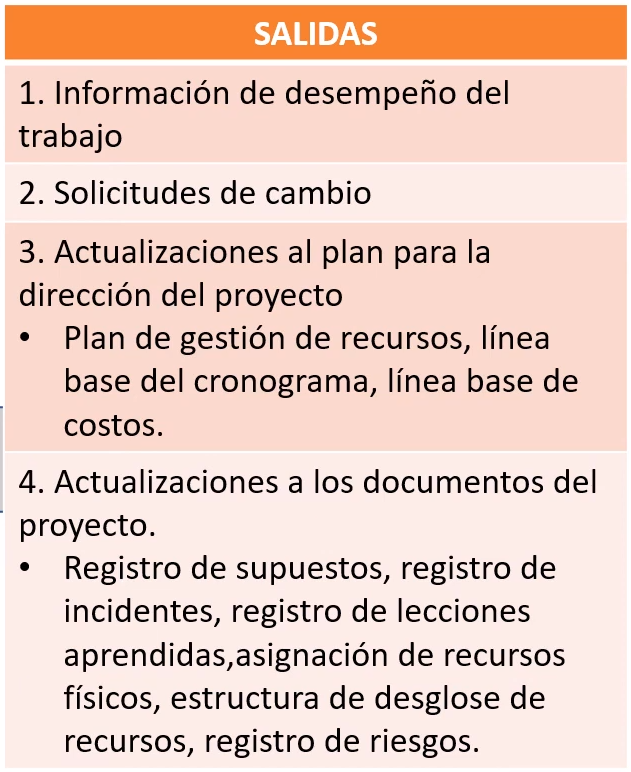 SALIDAS
1. Información de desempeño del
trabajo
2. Solicitudes de cambio
3. Actualizaciones al plan para la
dirección del proyecto
• Plan de gestión de recursos, línea
base del cronograma, línea base de
costos.
4. Actualizaciones a los documentos del
proyecto.
• Registro de supuestos, registro de
incidentes, registro de lecciones
aprendidas,asignación de recursos
físicos, estructura de desglose de
recursos, registro de riesgos.